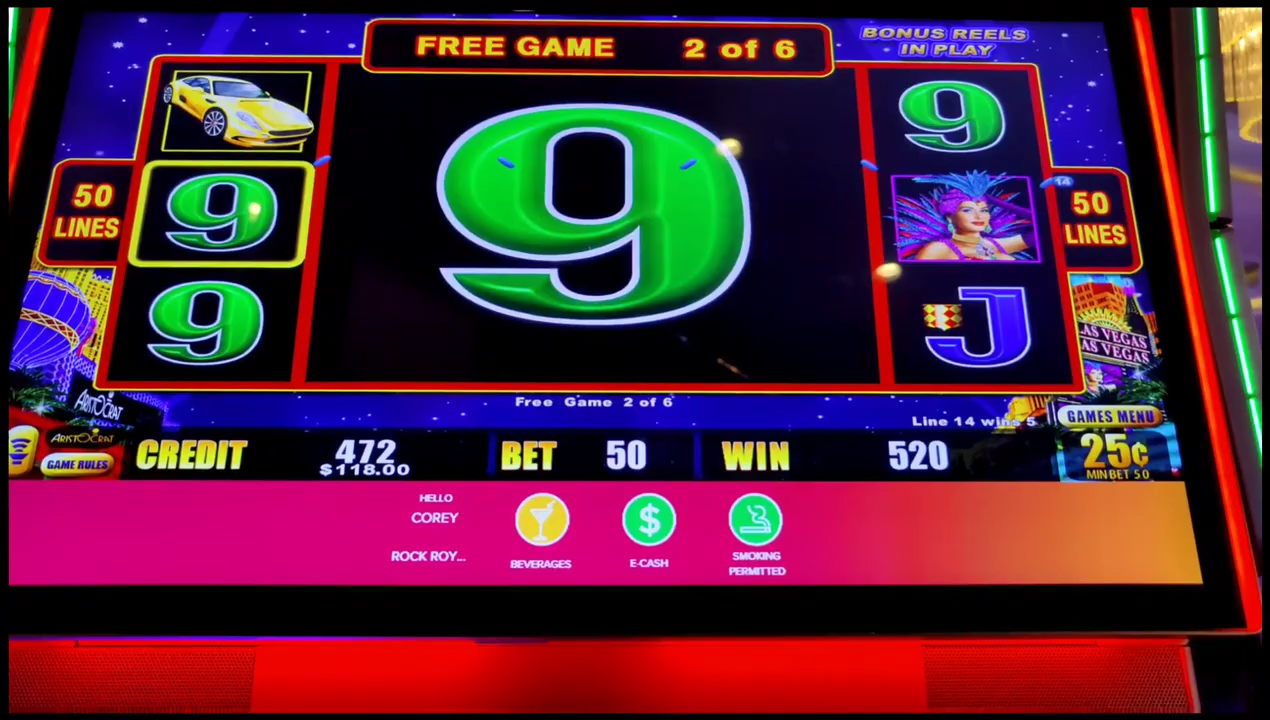 FREE GAME 2 of 6
BONUS REELS
IN PLAY
9
9
9
9
J
50
LINES
14
50
LINES
LAS VEGAS
LAS VEGAS
ARISTOCRAT
Free Game 2 of 6
Line 14 wins 5
GAMES MENU
ARISTOCRAT
GAME RULES
CREDIT
472
$118.00
BET
50
WIN
520
25¢
MIN BET 50
HELLO
COREY
ROCK ROY...
BEVERAGES
$
E-CASH
SMOKING
PERMITTED